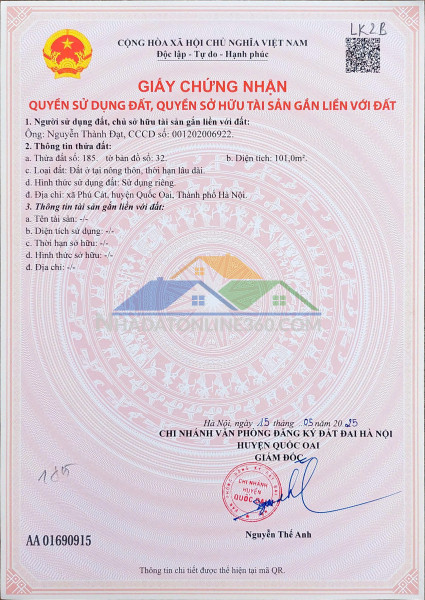 LK2B
CỘNG HÒA XÃ HỘI CHỦ NGHĨA VIỆT NAM
Độc lập - Tự do - Hạnh phúc
GIẤY CHỨNG NHẬN
QUYỀN SỬ DỤNG ĐẤT, QUYỀN SỞ HỮU TÀI SẢN GẮN LIỀN VỚI ĐẤT
1. Người sử dụng đất, chủ sở hữu tài sản gắn liền với đất:
Ông: Nguyễn Thành Đạt, CCCD số: 001202006922.
2. Thông tin thửa đất:
a. Thửa đất số: 185. tờ bản đồ số: 32. b. Diện tích: 101,0m².
c. Loại đất: Đất ở tại nông thôn, thời hạn lâu dài.
d. Hình thức sử dụng đất: Sử dụng riêng.
đ. Địa chỉ: xã Phú Cát, huyện Quốc Oai, Thành phố Hà Nội.
3. Thông tin tài sản gắn liền với đất:
a. Tên tài sản: -/-
b. Diện tích sử dụng: -/-
c. Thời hạn sở hữu: -/-
d. Hình thức sở hữu: -/-
đ. Địa chỉ: -/-
NHADATONLINE360.COM
Hà Nội, ngày 15 tháng 05 năm 2025
CHI NHÁNH VĂN PHÒNG ĐĂNG KÝ ĐẤT ĐAI HÀ NỘI
HUYỆN QUỐC OAI
GIÁM ĐỐC
185
CHI NHÁNH
HUYỆN
QUỐC OAI
Nguyễn Thế Anh
AA 01690915
Thông tin chi tiết được thể hiện tại mã QR.